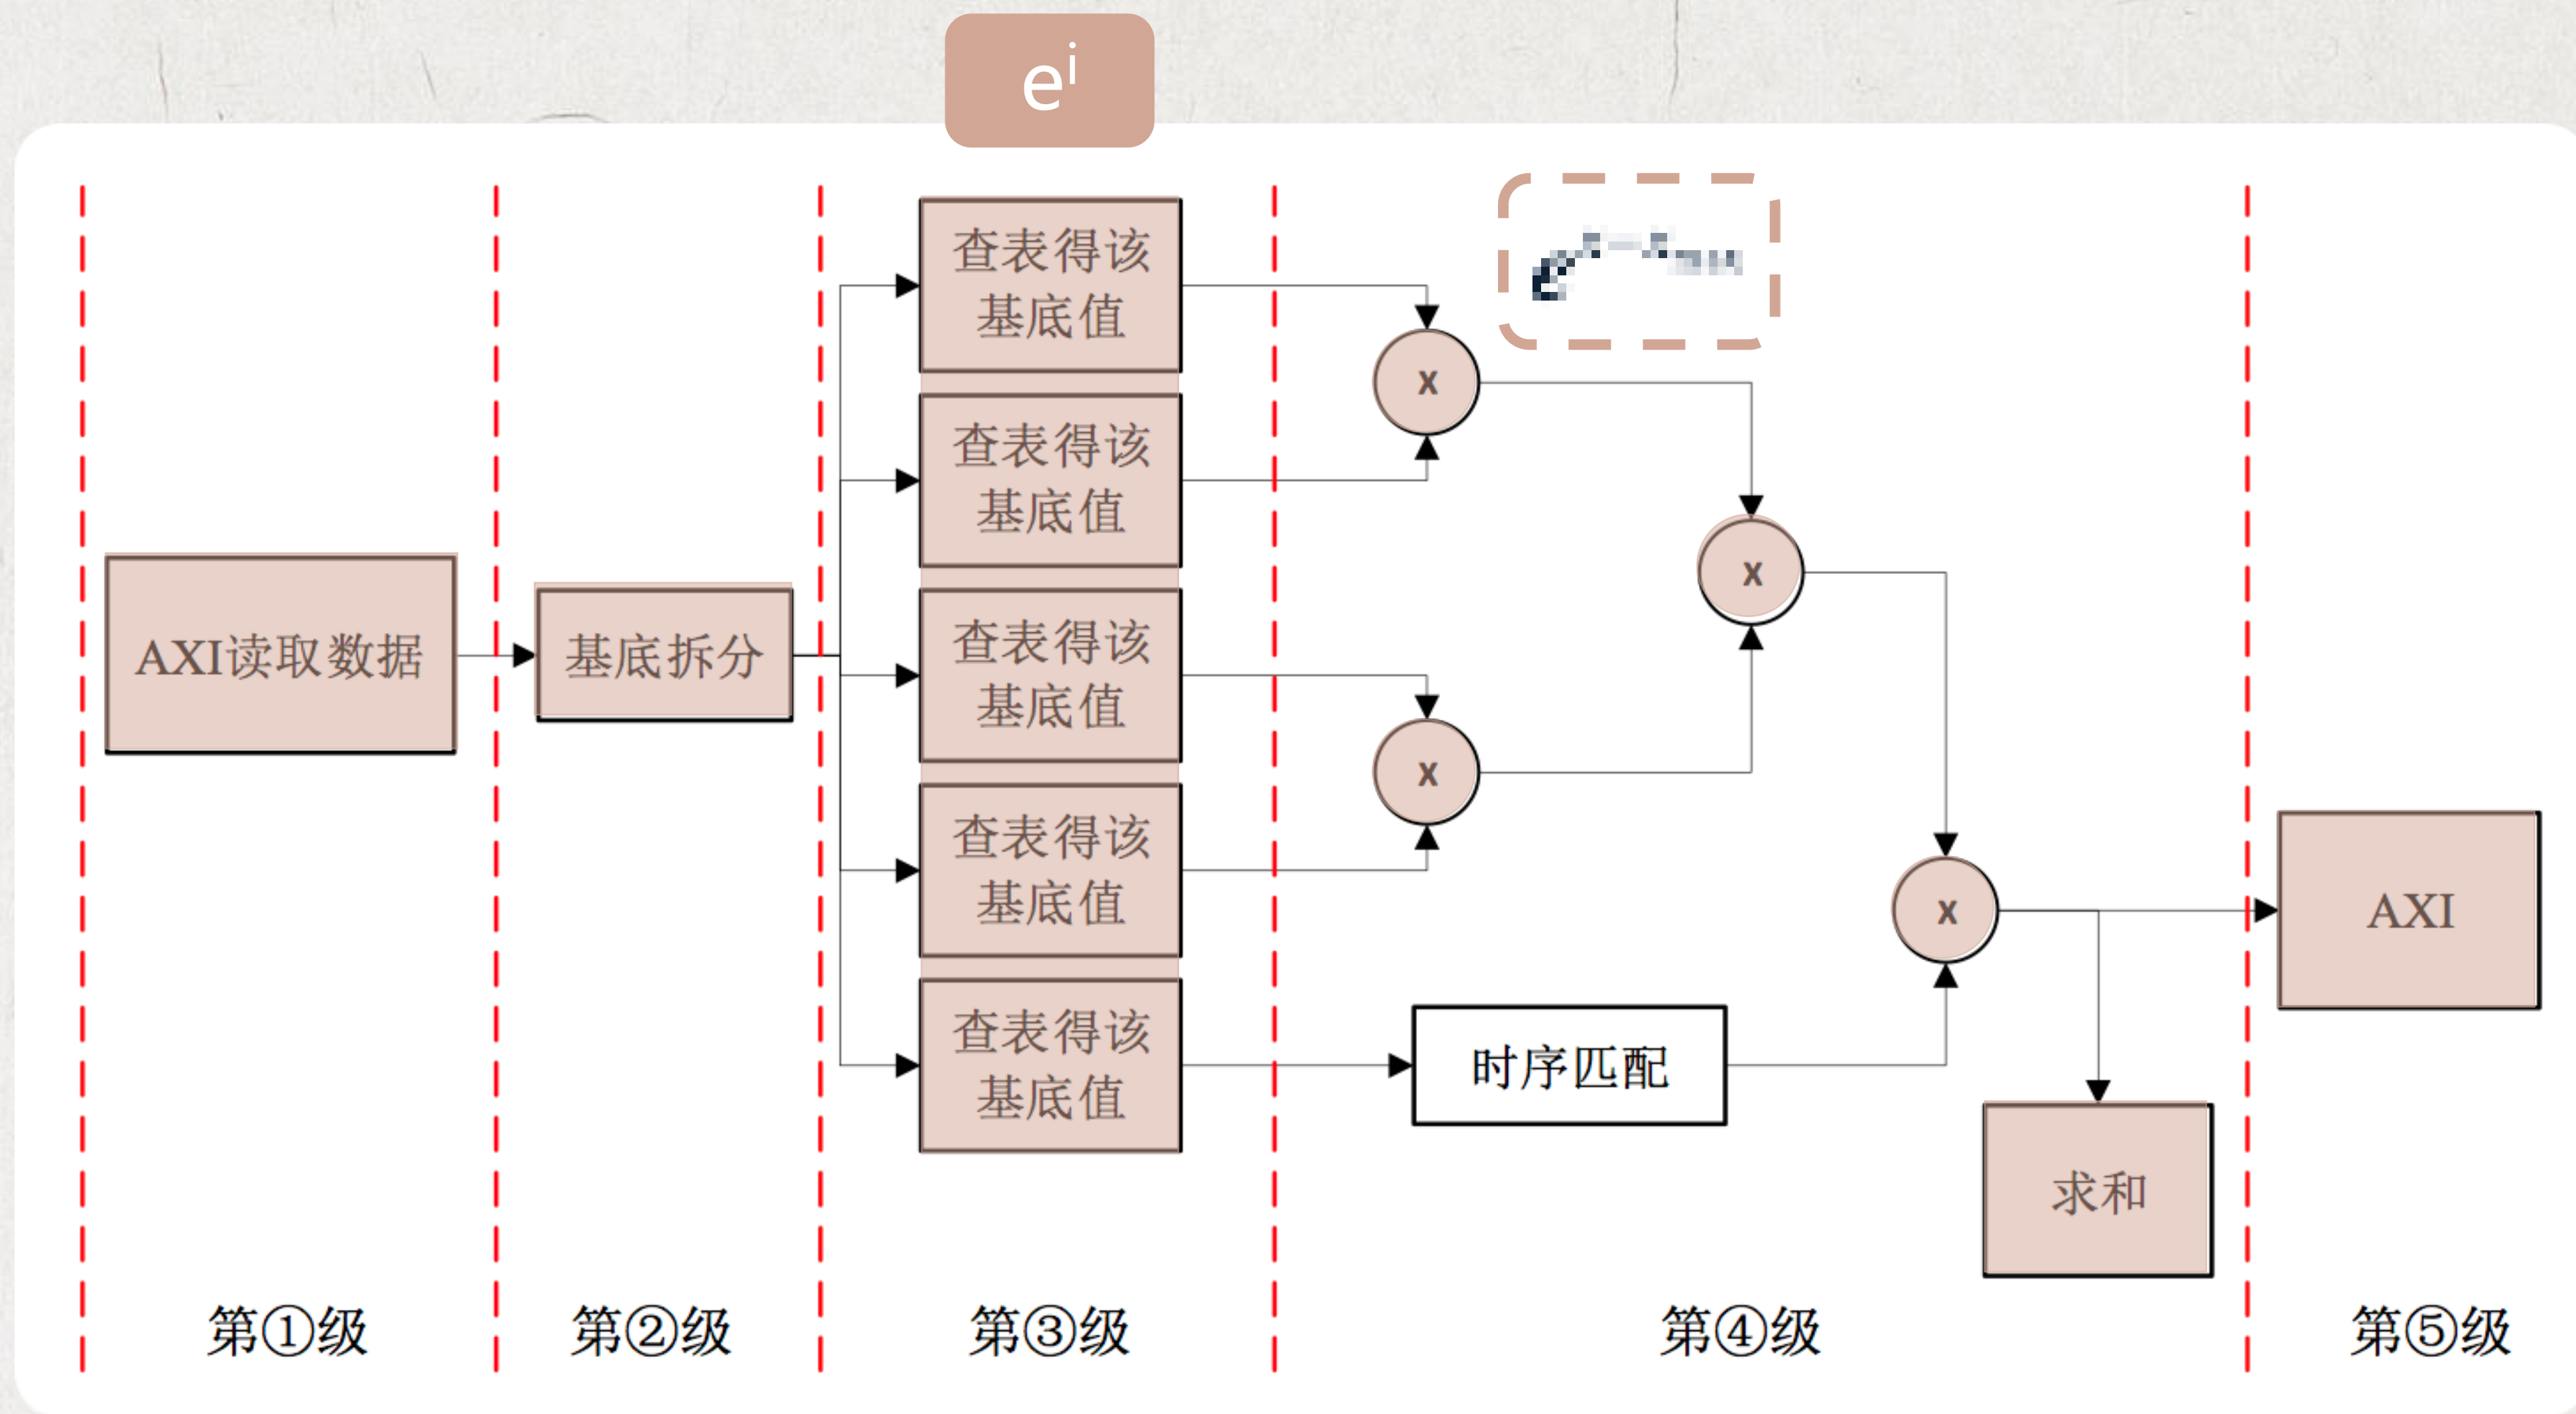 eⁱ
查表得该
基底值
x
查表得该
基底值
x
AXI读取数据
基底拆分
查表得该
基底值
x
查表得该
基底值
x
AXI
查表得该
基底值
时序匹配
求和
第①级
第②级
第③级
第④级
第⑤级